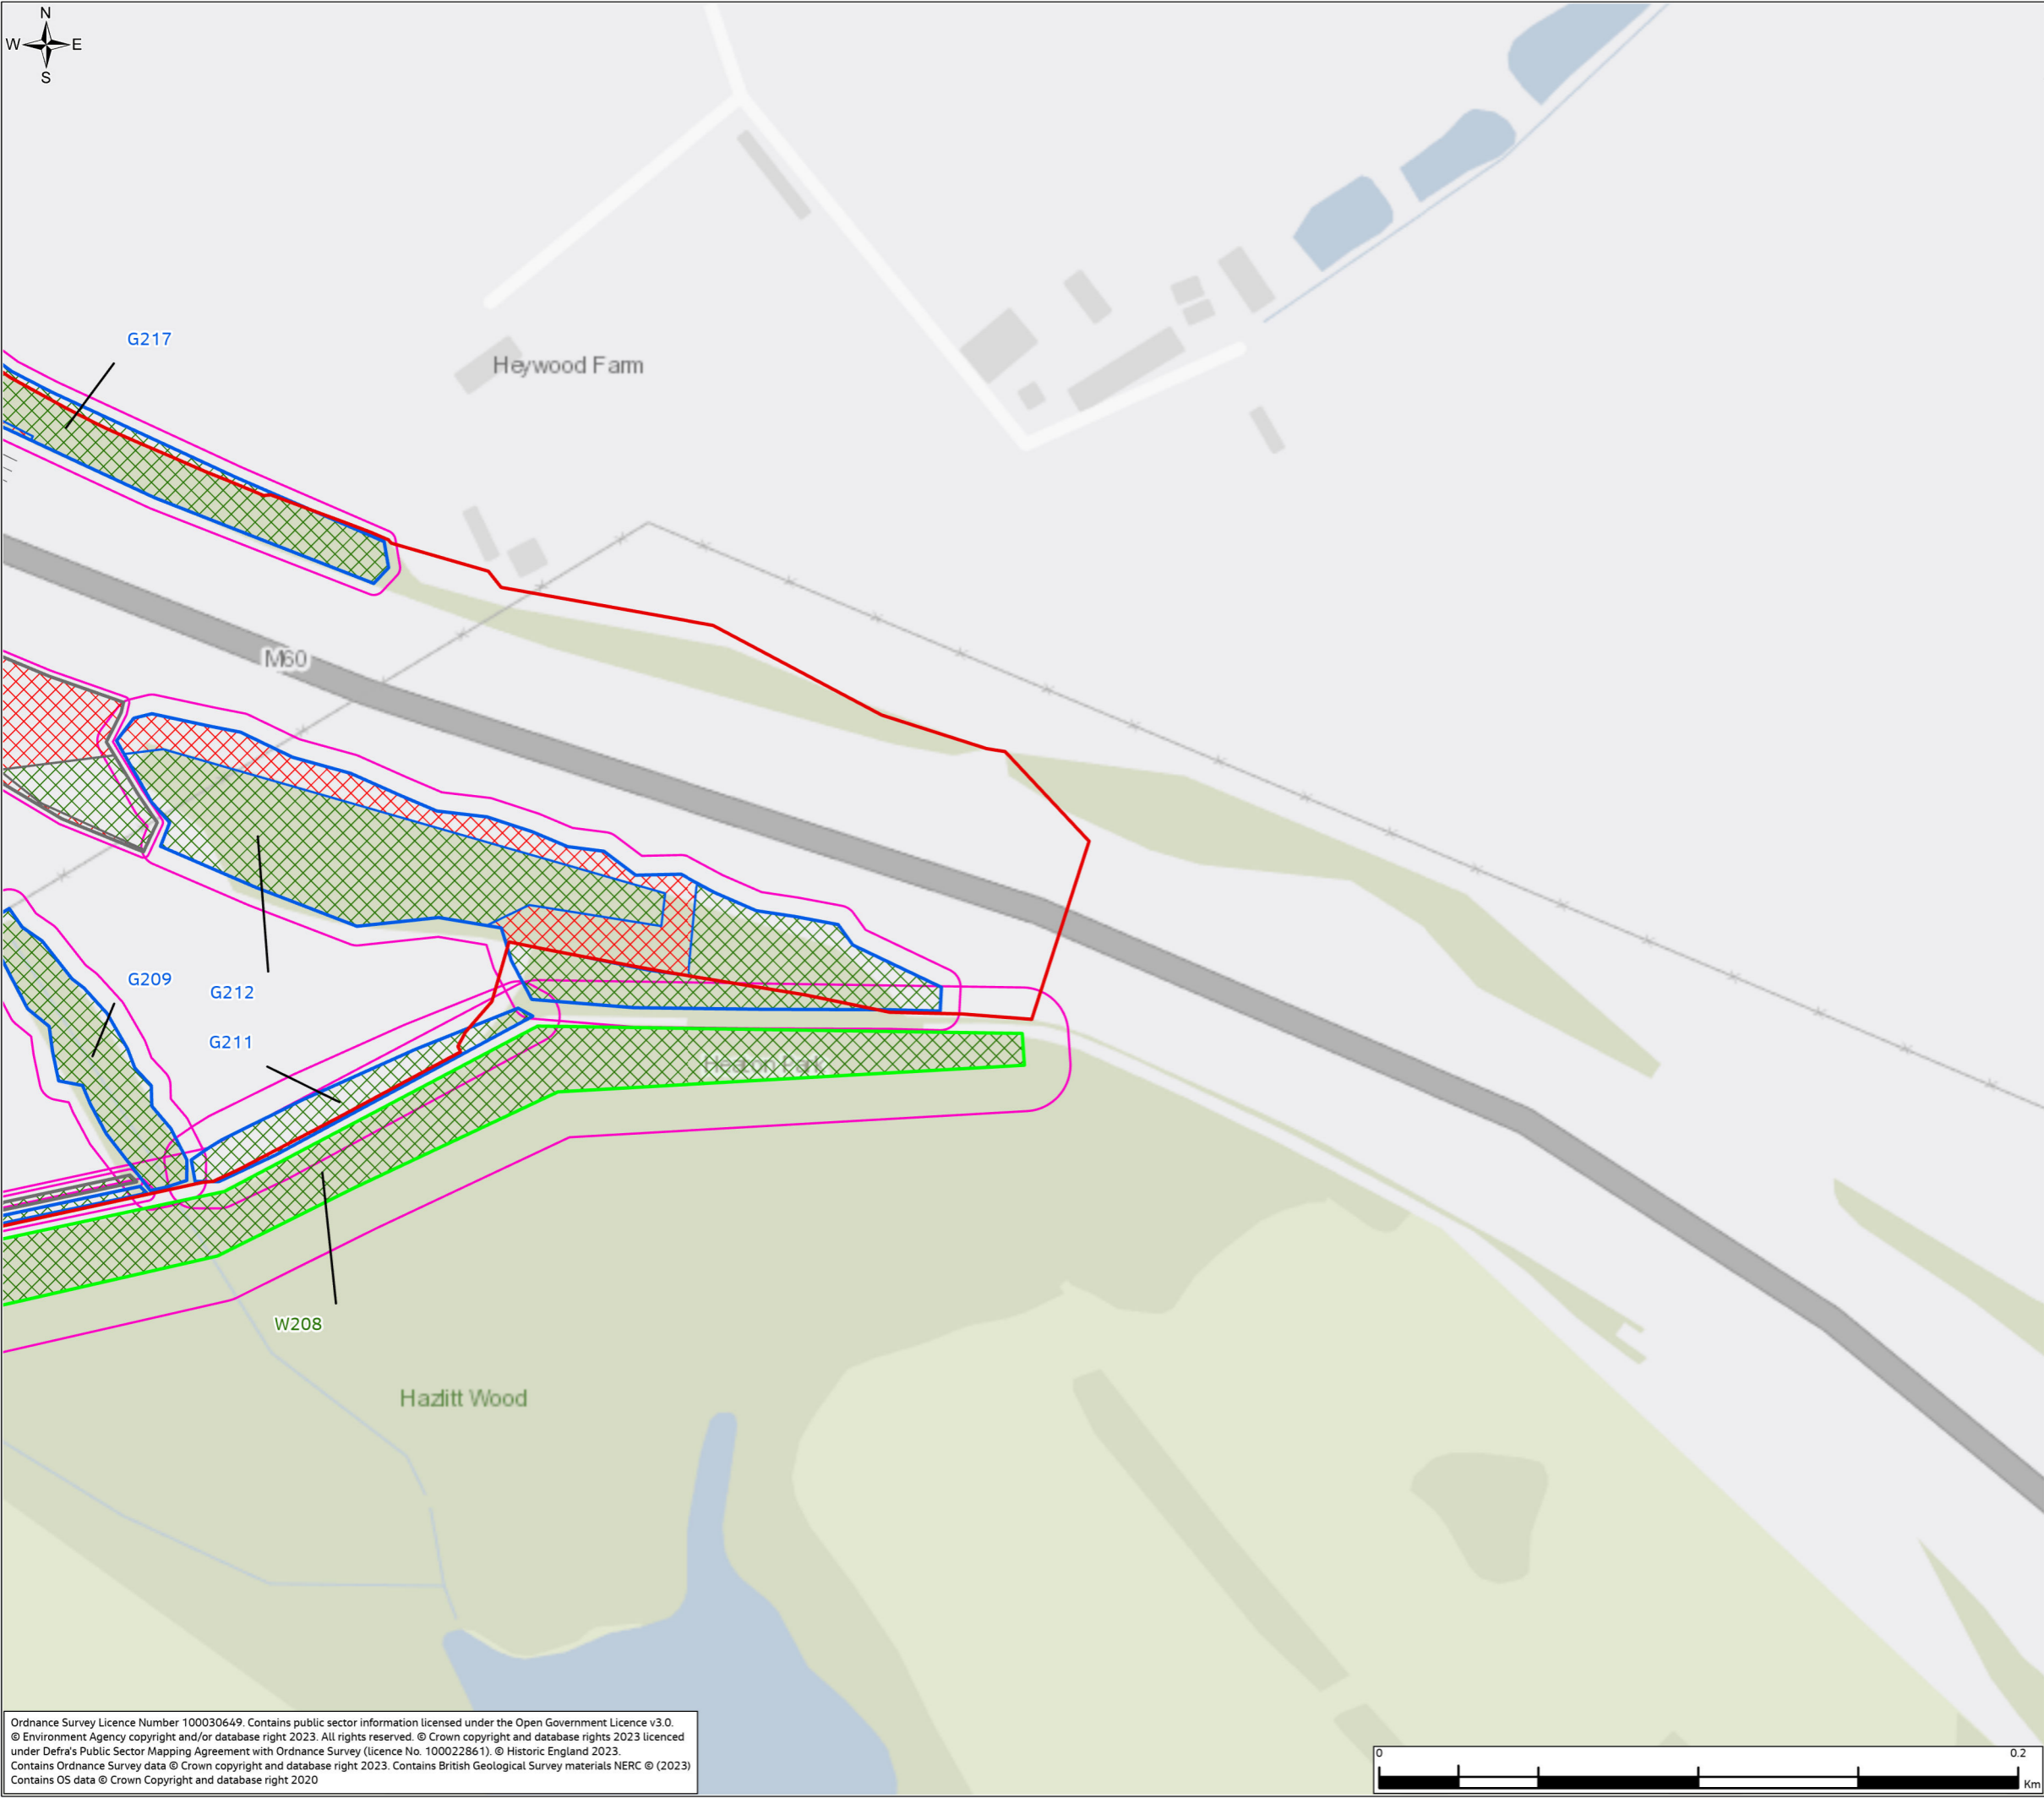 N
W E
S
G217
Heywood Farm
M60
G209
G212
G211
Heaton Park
W208
Hazlitt Wood
Ordnance Survey Licence Number 100030649. Contains public sector information licensed under the Open Government Licence v3.0.
© Environment Agency copyright and/or database right 2023. All rights reserved. © Crown copyright and database rights 2023 licenced
under Defra's Public Sector Mapping Agreement with Ordnance Survey (licence No. 100022861). © Historic England 2023.
Contains Ordnance Survey data © Crown copyright and database right 2023. Contains British Geological Survey materials NERC © (2023)
Contains OS data © Crown Copyright and database right 2020
0 0.2
Km